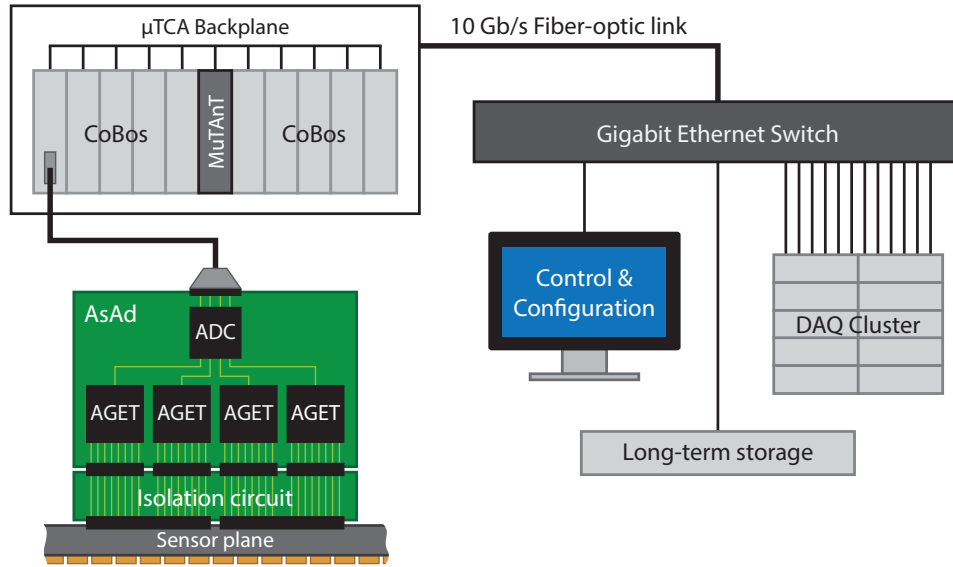 µTCA Backplane
10 Gb/s Fiber-optic link
CoBos
MuTAnT
CoBos
Gigabit Ethernet Switch
Control &
Configuration
DAQ Cluster
Long-term storage
AsAd
ADC
AGET
AGET
AGET
AGET
Isolation circuit
Sensor plane